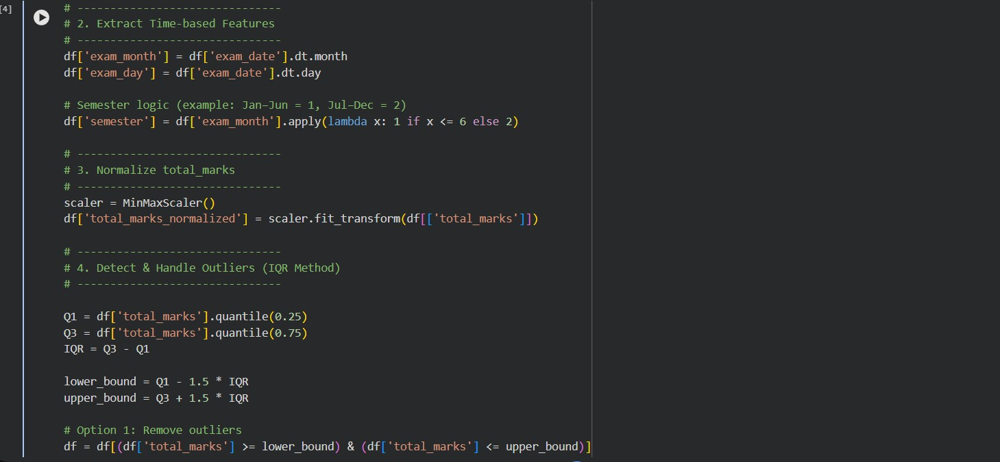 [4]
# -------------------------------
# 2. Extract Time-based Features
# -------------------------------
df['exam_month'] = df['exam_date'].dt.month
df['exam_day'] = df['exam_date'].dt.day
# Semester logic (example: Jan–Jun = 1, Jul–Dec = 2)
df['semester'] = df['exam_month'].apply(lambda x: 1 if x <= 6 else 2)
# -------------------------------
# 3. Normalize total_marks
# -------------------------------
scaler = MinMaxScaler()
df['total_marks_normalized'] = scaler.fit_transform(df[['total_marks']])
# -------------------------------
# 4. Detect & Handle Outliers (IQR Method)
# -------------------------------
Q1 = df['total_marks'].quantile(0.25)
Q3 = df['total_marks'].quantile(0.75)
IQR = Q3 - Q1
lower_bound = Q1 - 1.5 * IQR
upper_bound = Q3 + 1.5 * IQR
# Option 1: Remove outliers
df = df[(df['total_marks'] >= lower_bound) & (df['total_marks'] <= upper_bound)]